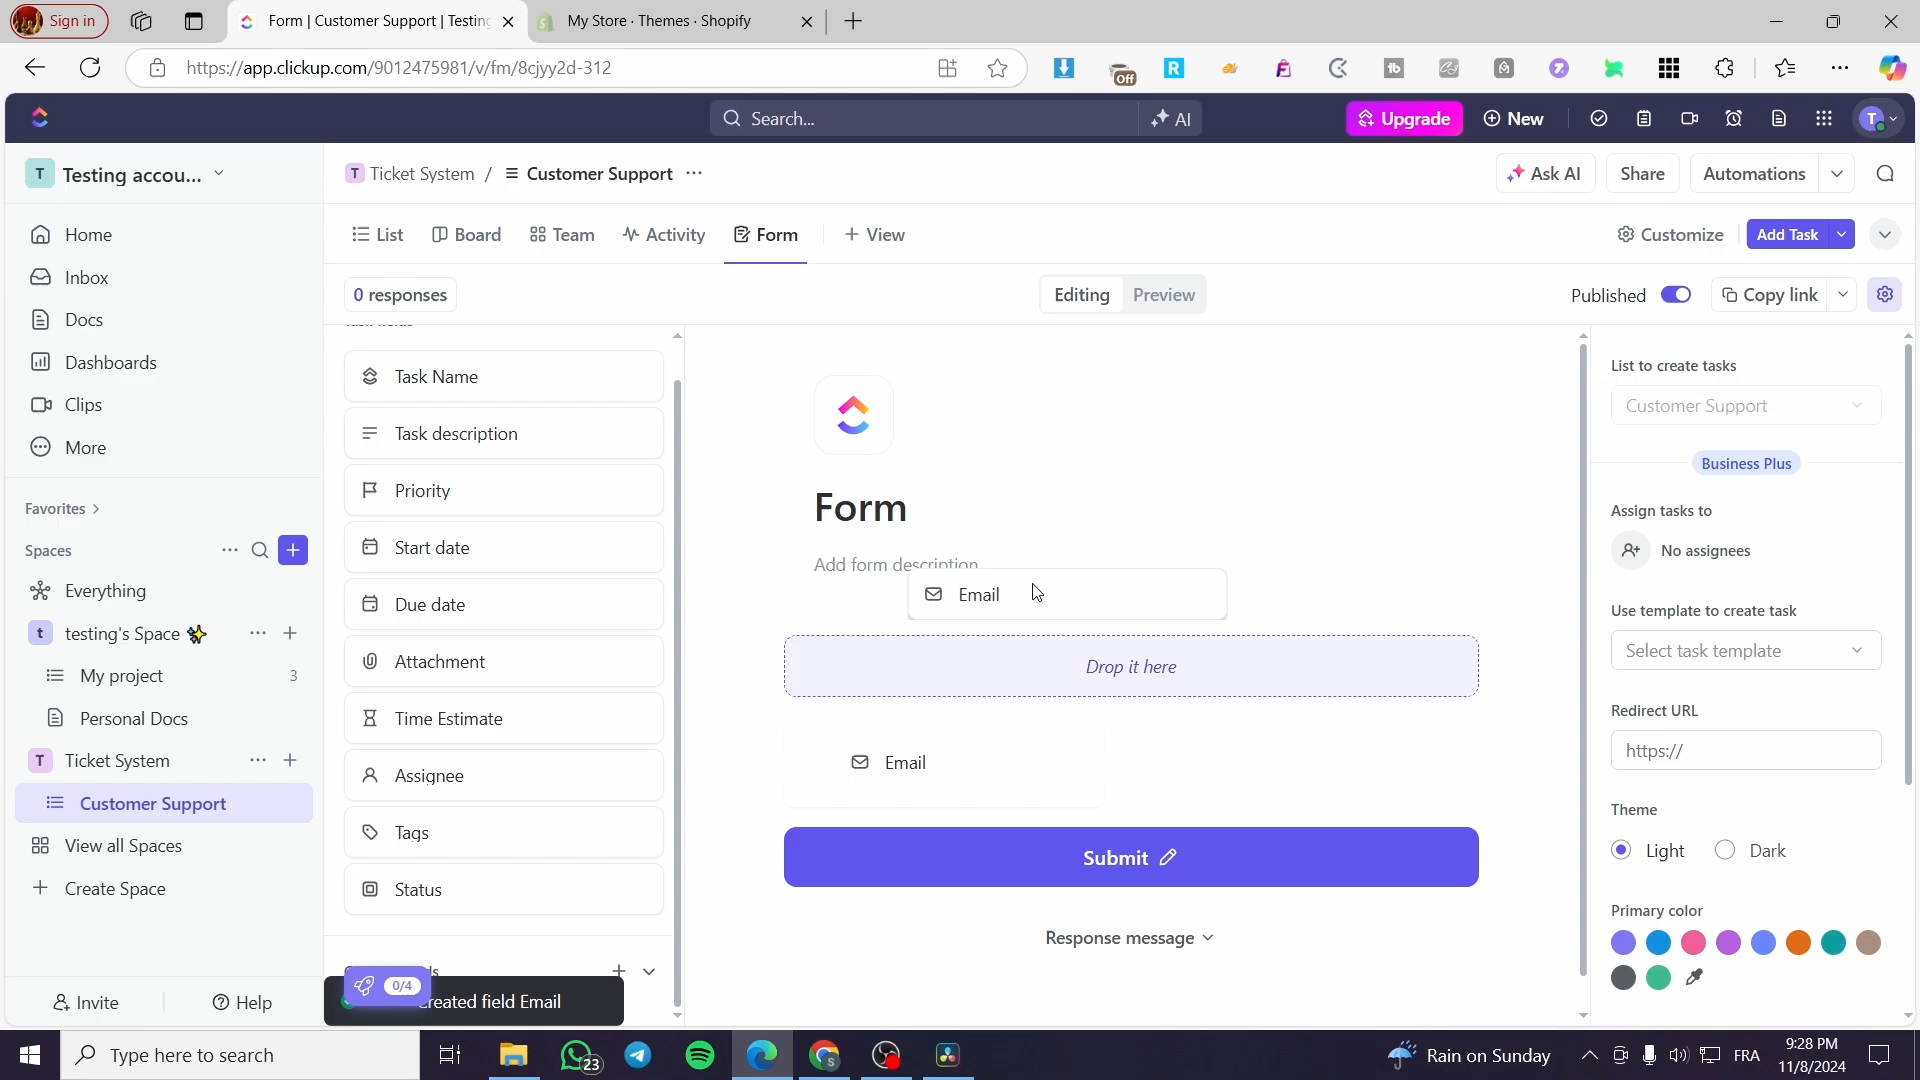 Sign in
Form | Customer Support | Testing
My Store · Themes · Shopify
https://app.clickup.com/9012475981/v/fm/8cjyy2d-312
Off
Search...
AI
Upgrade
New
T
T
Testing accou...
T
Ticket System / Customer Support
Ask AI
Share
Automations
Home
Inbox
Docs
Dashboards
Clips
More
Favorites
Spaces
Everything
t
testing's Space ✨
My project
3
Personal Docs
T
Ticket System
Customer Support
View all Spaces
Create Space
Invite
Help
List
Board
Team
Activity
Form
+ View
Customize
Add Task
0 responses
Editing
Preview
Published
Copy link
Task Name
Task description
Priority
Start date
Due date
Attachment
Time Estimate
Assignee
Tags
Status
0/4
Created field Email
Form
Add form description
Email
Drop it here
Email
Submit
Response message
List to create tasks
Customer Support
Business Plus
Assign tasks to
No assignees
Use template to create task
Select task template
Redirect URL
https://
Theme
Light
Dark
Primary color
Type here to search
23
Rain on Sunday
FRA
9:28 PM
11/8/2024